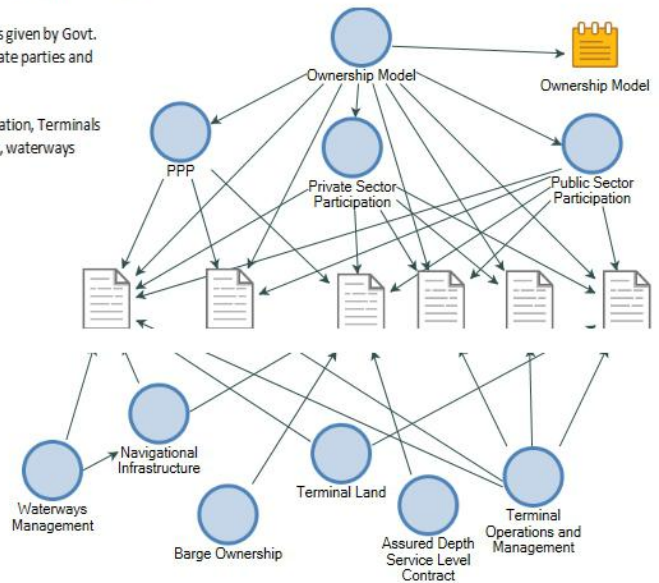 s given by Govt.
ate parties and
ation, Terminals
, waterways
Ownership Model
Ownership Model
PPP
Private Sector
Participation
Public Sector
Participation
Navigational
Infrastructure
Waterways
Management
Barge Ownership
Terminal Land
Assured Depth
Service Level
Contract
Terminal
Operations and
Management